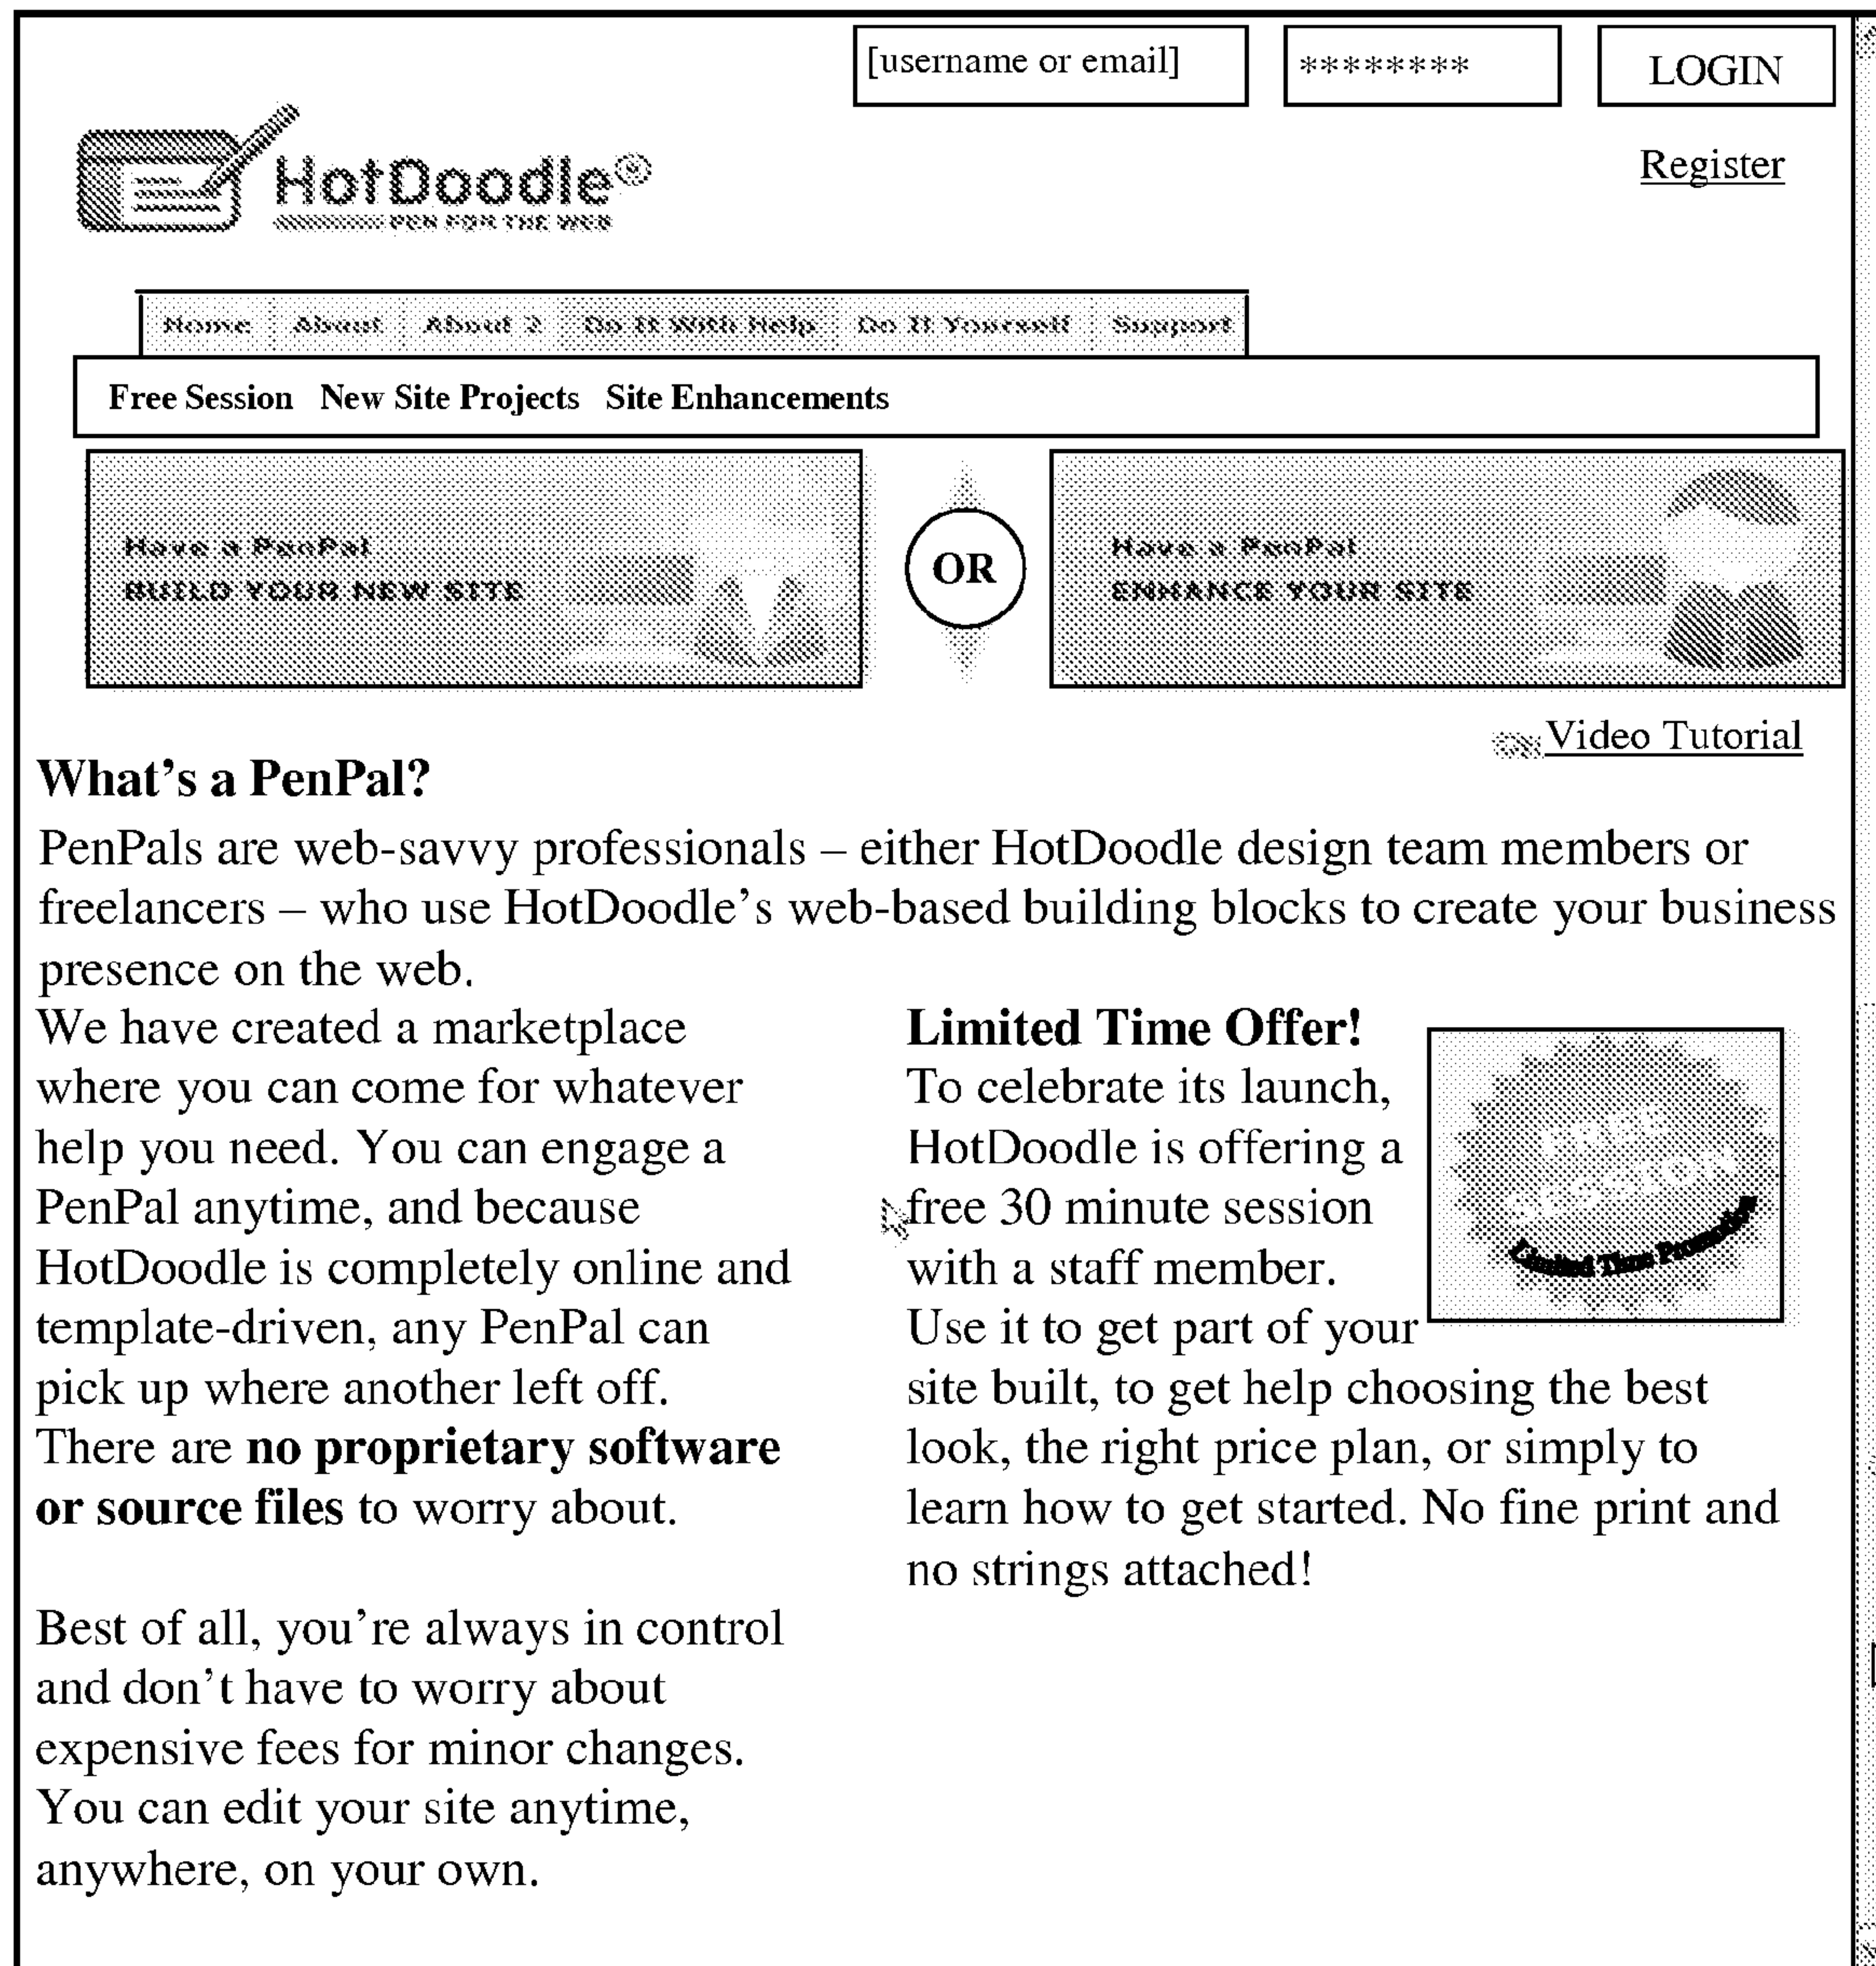 [username or email] ******** LOGIN
Register
HotDoodle®
PEN FOR THE WEB
Home About About 2 Do It With Help Do It Yourself Support
Free Session New Site Projects Site Enhancements
Have a PenPal
BUILD YOUR NEW SITE
OR
Have a PenPal
ENHANCE YOUR SITE
Video Tutorial
What's a PenPal?
PenPals are web-savvy professionals – either HotDoodle design team members or
freelancers – who use HotDoodle's web-based building blocks to create your business
presence on the web.
We have created a marketplace
where you can come for whatever
help you need. You can engage a
PenPal anytime, and because
HotDoodle is completely online and
template-driven, any PenPal can
pick up where another left off.
There are no proprietary software
or source files to worry about.
Best of all, you're always in control
and don't have to worry about
expensive fees for minor changes.
You can edit your site anytime,
anywhere, on your own.
Limited Time Offer!
To celebrate its launch,
HotDoodle is offering a
free 30 minute session
with a staff member.
Use it to get part of your
site built, to get help choosing the best
look, the right price plan, or simply to
learn how to get started. No fine print and
no strings attached!
FREE
SESSION
Limited Time Promotion